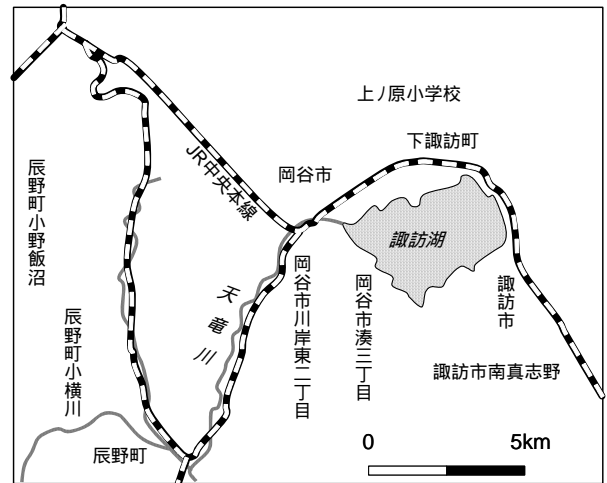 上ノ原小学校
下諏訪町
岡谷市
JR中央本線
辰野町小野飯沼
諏訪湖
天竜川
岡谷市川岸東二丁目
岡谷市湊三丁目
諏訪市
辰野町小横川
諏訪市南真志野
辰野町
0 5km